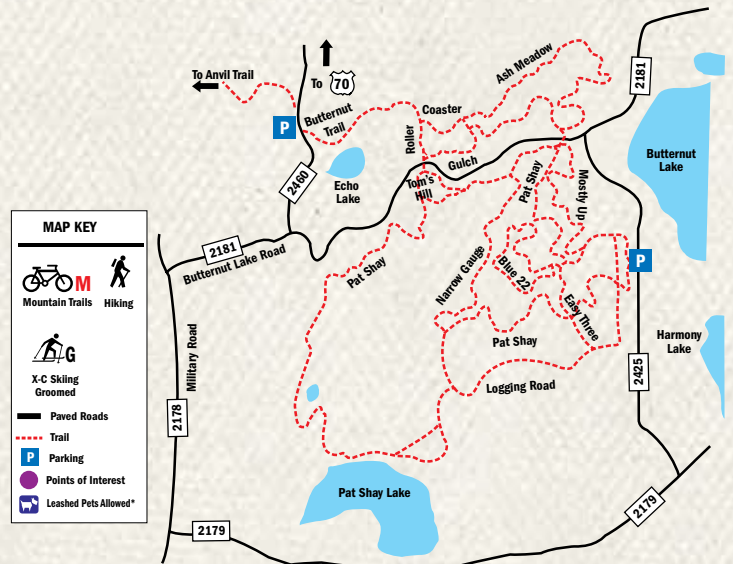 To Anvil Trail
To 70
Butternut
Trail
P
2460
Echo
Lake
Coaster
Roller
Ash Meadow
2181
Gulch
Tom's
Hill
Pat Shay
Mostly Up
Butternut
Lake
2181
Butternut Lake Road
Pat Shay
Narrow Gauge
Blue 22
Easy Three
P
Pat Shay
Logging Road
Harmony
Lake
2425
Military Road
2178
2179
Pat Shay Lake
2179
MAP KEY
M
Mountain Trails
Hiking
G
X-C Skiing
Groomed
Paved Roads
Trail
P Parking
Points of Interest
Leashed Pets Allowed*